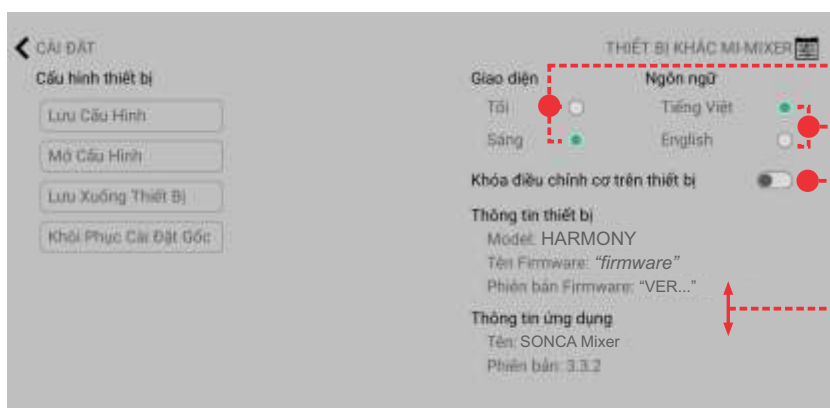 CÀI ĐẶT
THIẾT BỊ KHÁC MI-MIXER
Cấu hình thiết bị
Lưu Cấu Hình
Mở Cấu Hình
Lưu Xuống Thiết Bị
Khôi Phục Cài Đặt Gốc
Giao diện
Tối
Sáng
Ngôn ngữ
Tiếng Việt
English
Khóa điều chỉnh cơ trên thiết bị
Thông tin thiết bị
Model: HARMONY
Tên Firmware: “firmware”
Phiên bản Firmware: “VER...”
Thông tin ứng dụng
Tên: SONCA Mixer
Phiên bản: 3.3.2